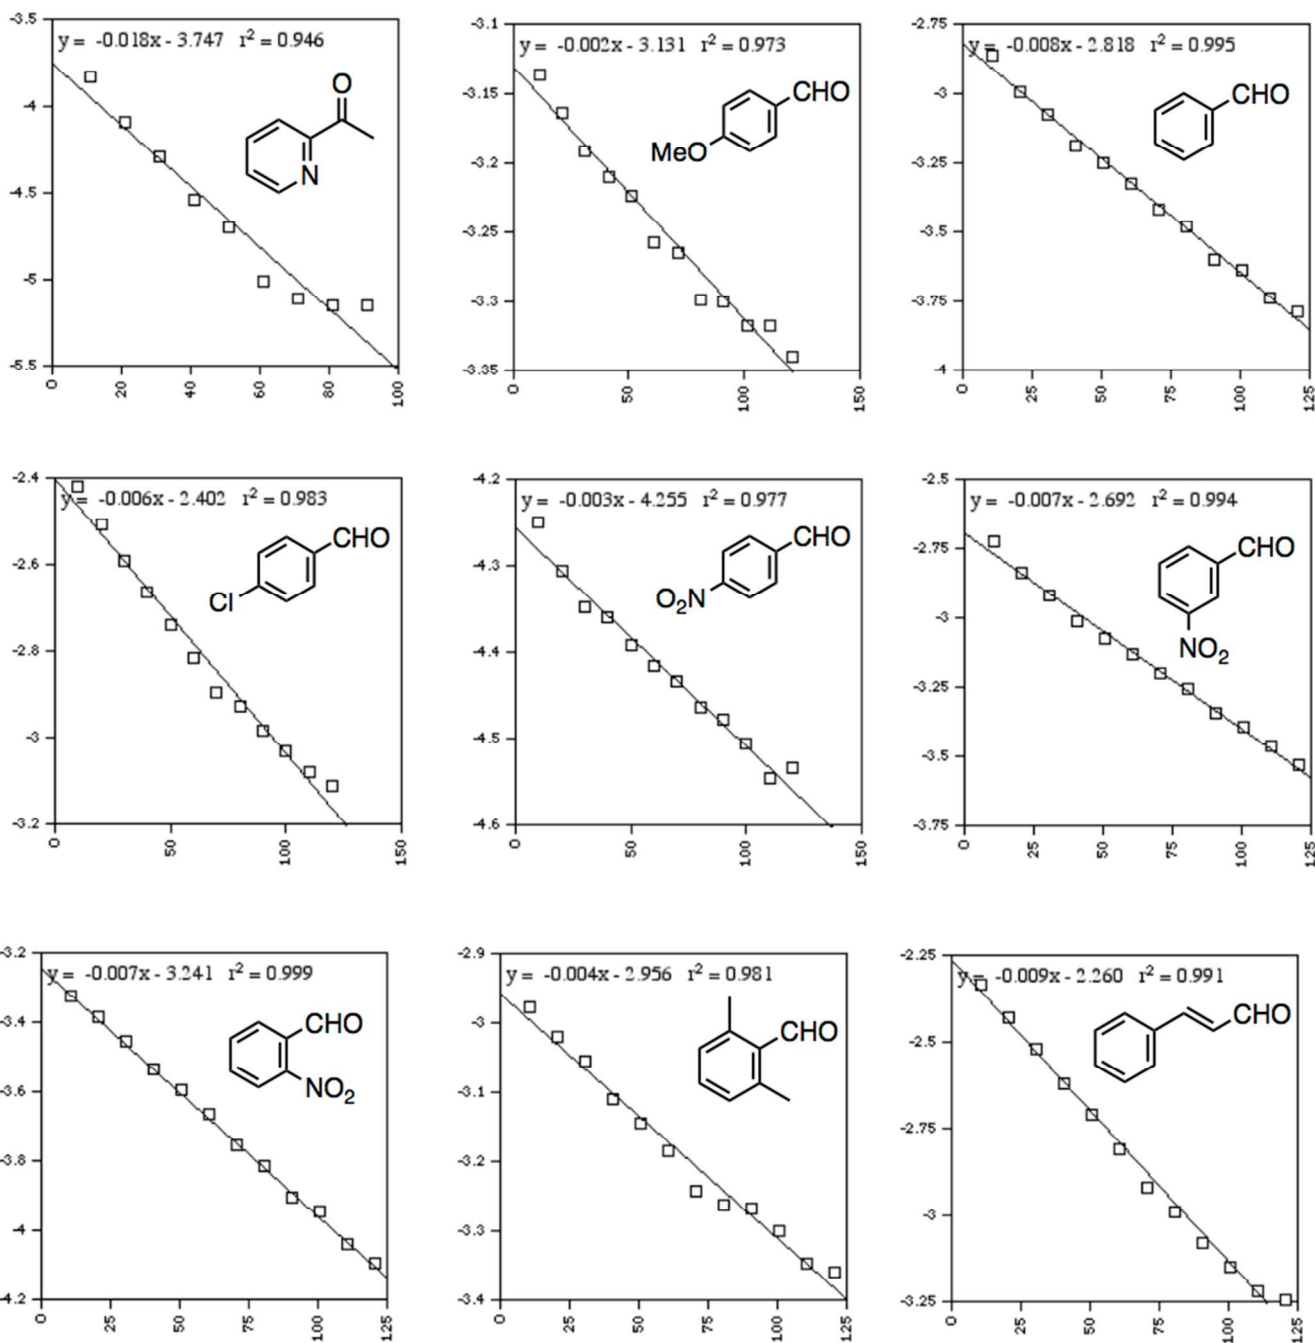 y = -0.018x - 3.747 r² = 0.946
-3.5
-4
-4.5
-5
-5.5
0 20 40 60 80 100
O
N
y = -0.002x - 3.131 r² = 0.973
-3.1
-3.15
-3.2
-3.25
-3.3
-3.35
0 50 100 150
CHO
MeO
y = -0.008x - 2.818 r² = 0.995
-2.75
-3
-3.25
-3.5
-3.75
-4
0 25 50 75 100 125
CHO
y = -0.006x - 2.402 r² = 0.983
-2.4
-2.6
-2.8
-3
-3.2
0 50 100 150
CHO
Cl
y = -0.003x - 4.255 r² = 0.977
-4.2
-4.3
-4.4
-4.5
-4.6
0 50 100 150
CHO
O₂N
y = -0.007x - 2.692 r² = 0.994
-2.5
-2.75
-3
-3.25
-3.5
-3.75
0 25 50 75 100 125
CHO
NO₂
y = -0.007x - 3.241 r² = 0.999
-3.2
-3.4
-3.6
-3.8
-4
-4.2
0 25 50 75 100 125
CHO
NO₂
y = -0.004x - 2.956 r² = 0.981
-2.9
-3
-3.1
-3.2
-3.3
-3.4
0 25 50 75 100 125
CHO
y = -0.009x - 2.260 r² = 0.991
-2.25
-2.5
-2.75
-3
-3.25
0 25 50 75 100 125
CHO